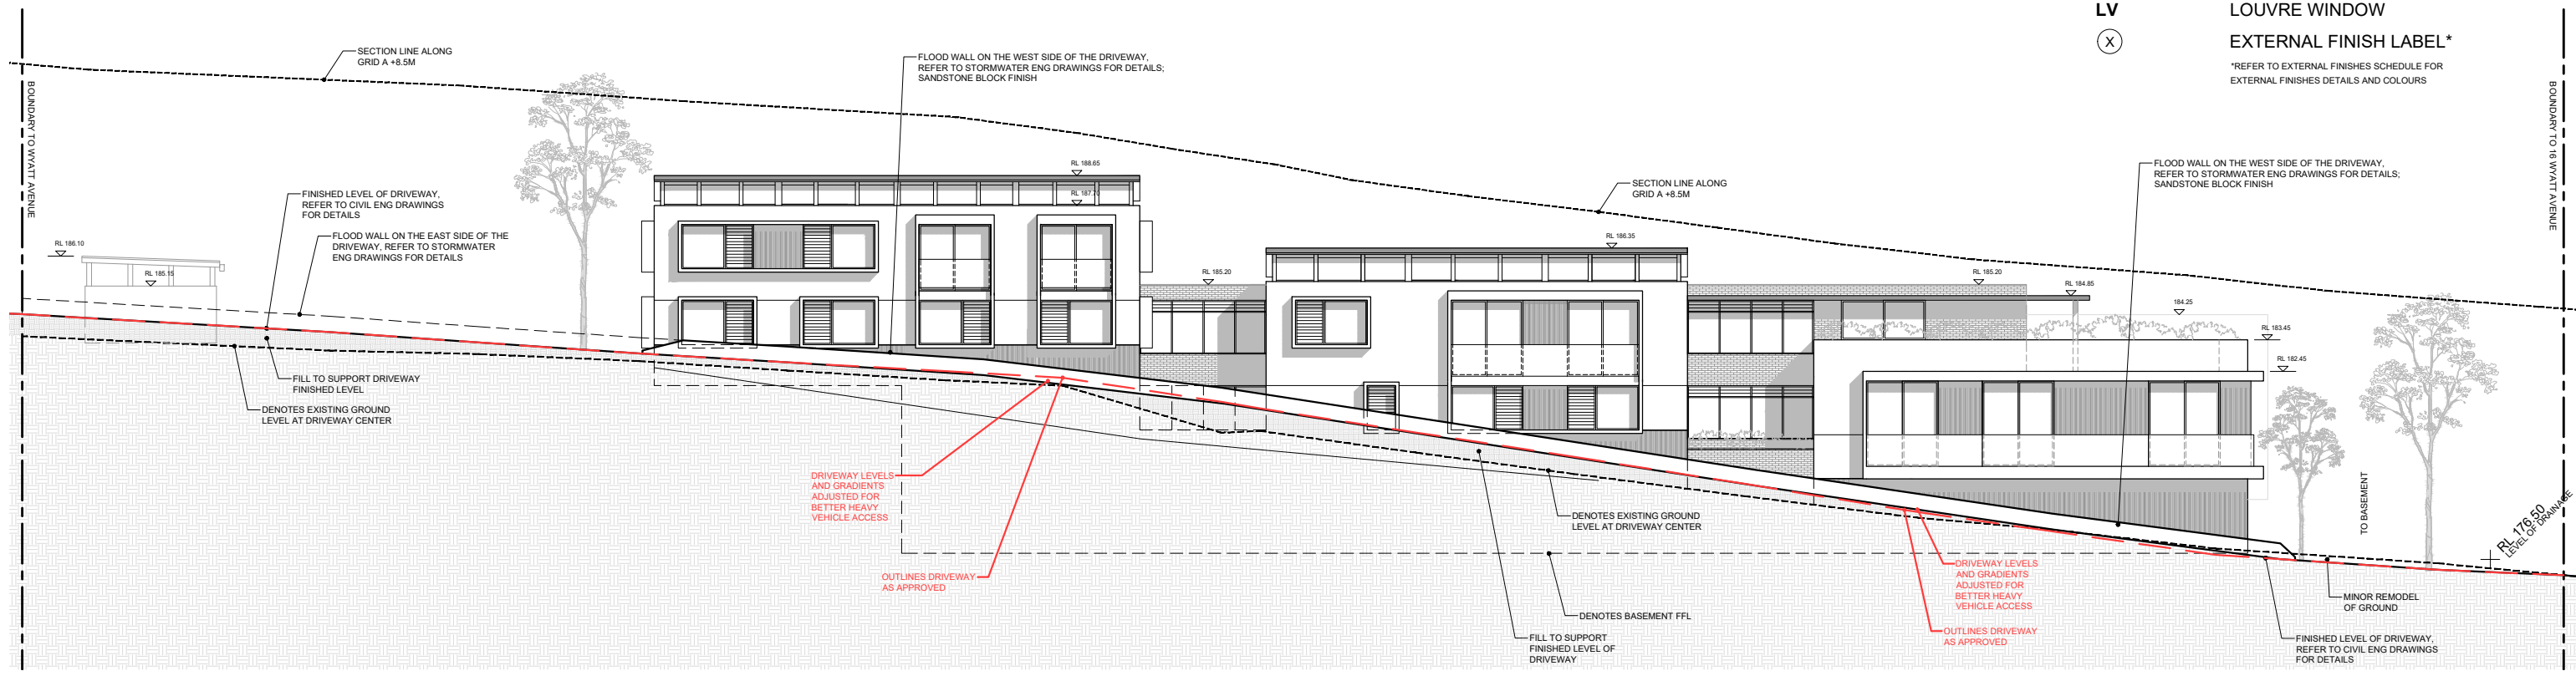 LV
LOUVRE WINDOW
X
EXTERNAL FINISH LABEL*
*REFER TO EXTERNAL FINISHES SCHEDULE FOR
EXTERNAL FINISHES DETAILS AND COLOURS
SECTION LINE ALONG
GRID A +8.5M
FLOOD WALL ON THE WEST SIDE OF THE DRIVEWAY,
REFER TO STORMWATER ENG DRAWINGS FOR DETAILS;
SANDSTONE BLOCK FINISH
BOUNDARY TO WYATT AVENUE
BOUNDARY TO 16 WYATT AVENUE
FINISHED LEVEL OF DRIVEWAY,
REFER TO CIVIL ENG DRAWINGS
FOR DETAILS
FLOOD WALL ON THE EAST SIDE OF THE
DRIVEWAY, REFER TO STORMWATER
ENG DRAWINGS FOR DETAILS
RL 186.10
RL 185.15
RL 188.65
RL 187.70
RL 185.20
RL 186.35
SECTION LINE ALONG
GRID A +8.5M
FLOOD WALL ON THE WEST SIDE OF THE DRIVEWAY,
REFER TO STORMWATER ENG DRAWINGS FOR DETAILS;
SANDSTONE BLOCK FINISH
RL 185.20
RL 184.85
184.25
RL 183.45
RL 182.45
FILL TO SUPPORT DRIVEWAY
FINISHED LEVEL
DENOTES EXISTING GROUND
LEVEL AT DRIVEWAY CENTER
DRIVEWAY LEVELS
AND GRADIENTS
ADJUSTED FOR
BETTER HEAVY
VEHICLE ACCESS
OUTLINES DRIVEWAY
AS APPROVED
DENOTES EXISTING GROUND
LEVEL AT DRIVEWAY CENTER
DENOTES BASEMENT FFL
FILL TO SUPPORT
FINISHED LEVEL OF
DRIVEWAY
DRIVEWAY LEVELS
AND GRADIENTS
ADJUSTED FOR
BETTER HEAVY
VEHICLE ACCESS
OUTLINES DRIVEWAY
AS APPROVED
TO BASEMENT
RL 176.50
LEVEL OF DRAINAGE
MINOR REMODEL
OF GROUND
FINISHED LEVEL OF DRIVEWAY,
REFER TO CIVIL ENG DRAWINGS
FOR DETAILS